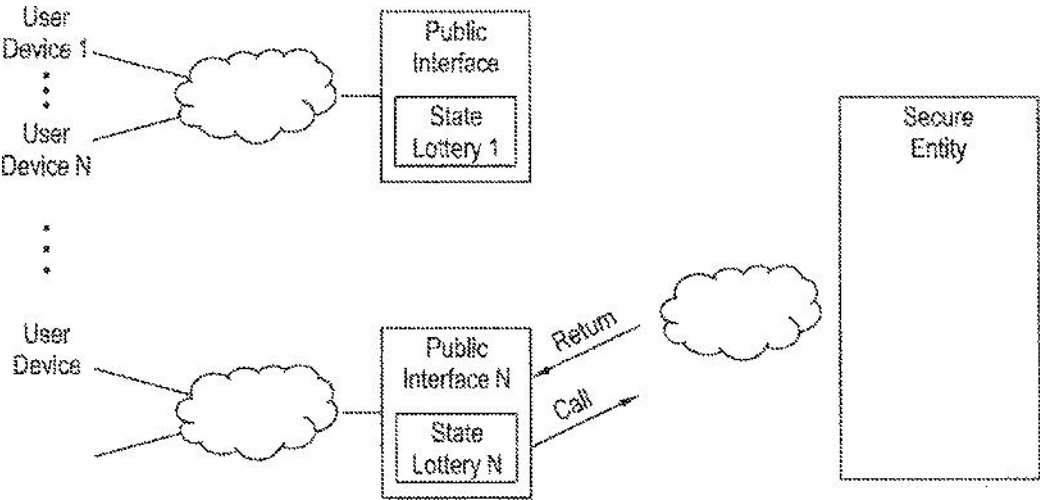 User
Device 1
User
Device N
Public
Interface
State
Lottery 1
Secure
Entity
User
Device
Public
Interface N
State
Lottery N
Return
Call